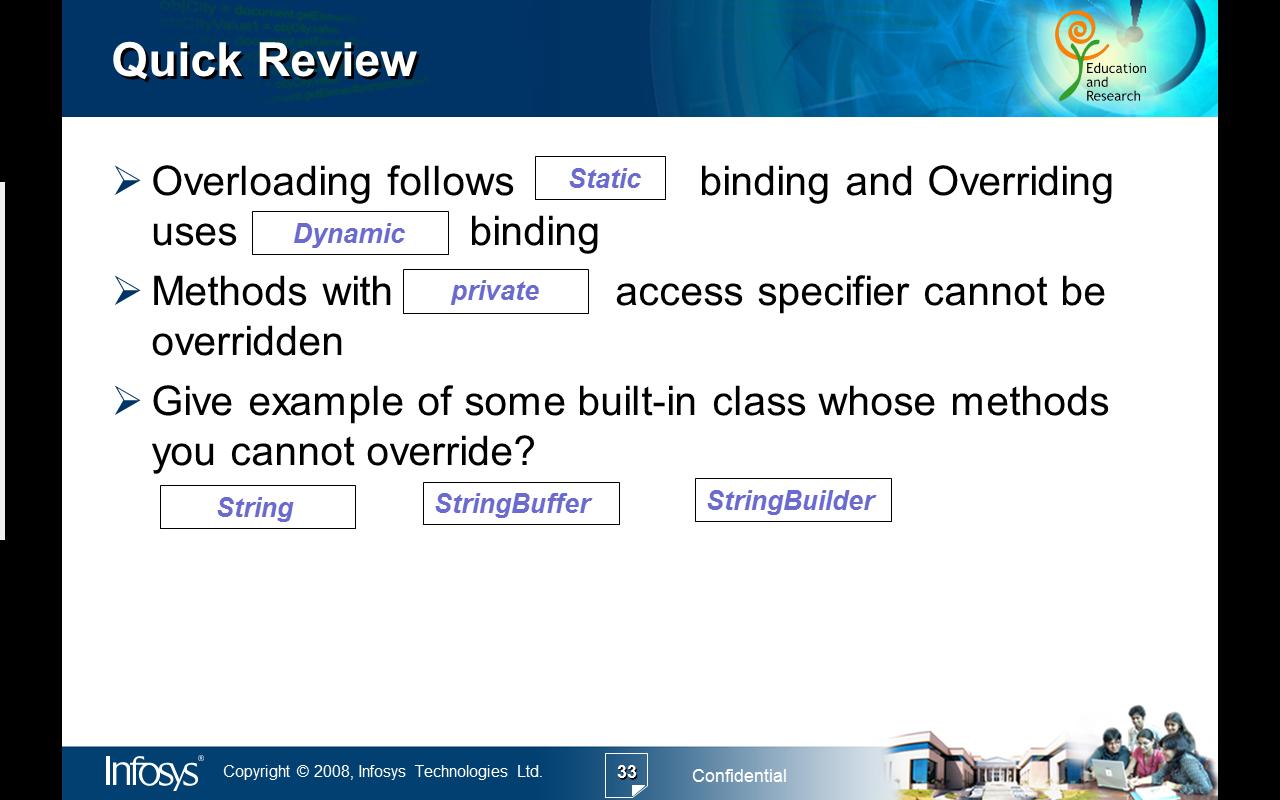 Quick Review
Education
and
Research
Overloading follows Static binding and Overriding
uses Dynamic binding
Methods with private access specifier cannot be
overridden
Give example of some built-in class whose methods
you cannot override?
String StringBuffer StringBuilder
Infosys® Copyright © 2008, Infosys Technologies Ltd. 33 Confidential